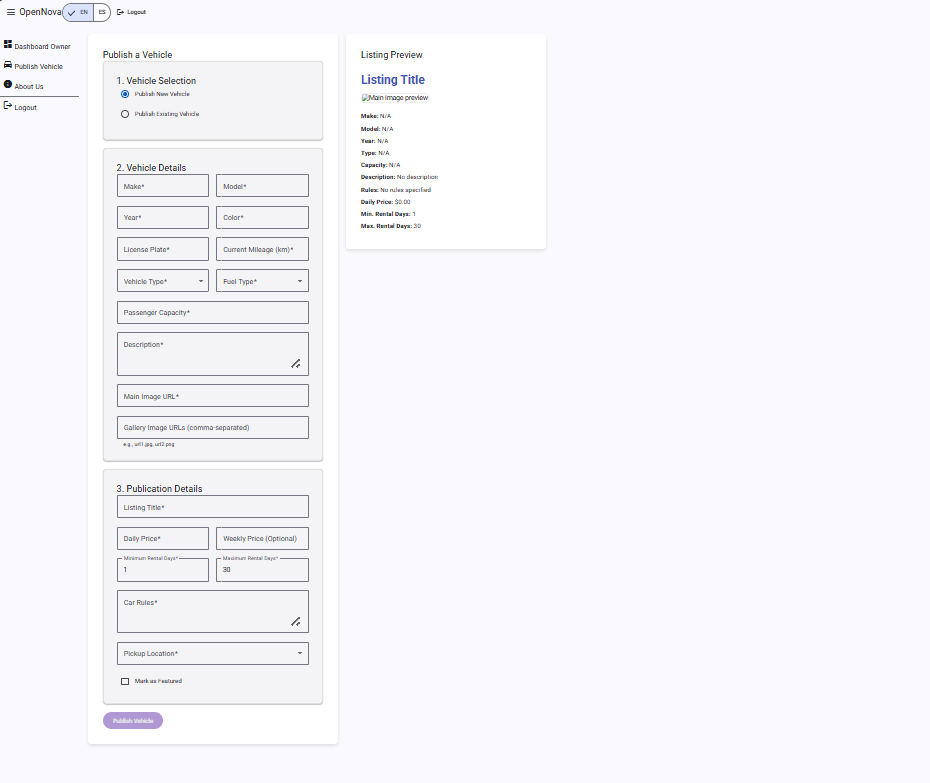 OpenNova EN ES Logout
Dashboard Owner
Publish Vehicle
About Us
Logout
Publish a Vehicle
1. Vehicle Selection
Publish New Vehicle
Publish Existing Vehicle
2. Vehicle Details
Make* Model*
Year* Color*
License Plate* Current Mileage (km)*
Vehicle Type* Fuel Type*
Passenger Capacity*
Description*
Main Image URL*
Gallery Image URLs (comma-separated)
e.g., url1.jpg, url2.png
3. Publication Details
Listing Title*
Daily Price* Weekly Price (Optional)
Minimum Rental Days* Maximum Rental Days*
1 30
Car Rules*
Pickup Location*
Mark as Featured
Publish Vehicle
Listing Preview
Listing Title
Main image preview
Make: N/A
Model: N/A
Year: N/A
Type: N/A
Capacity: N/A
Description: No description
Rules: No rules specified
Daily Price: $0.00
Min. Rental Days: 1
Max. Rental Days: 30